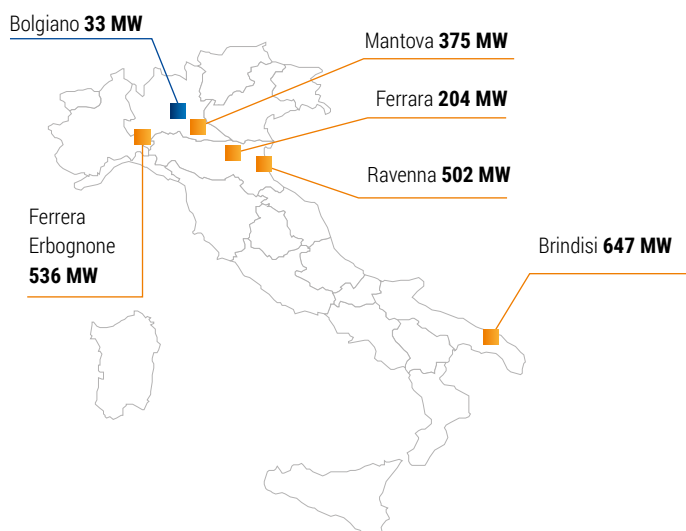 Bolgiano 33 MW
Mantova 375 MW
Ferrara 204 MW
Ravenna 502 MW
Ferrera
Erbognone
536 MW
Brindisi 647 MW